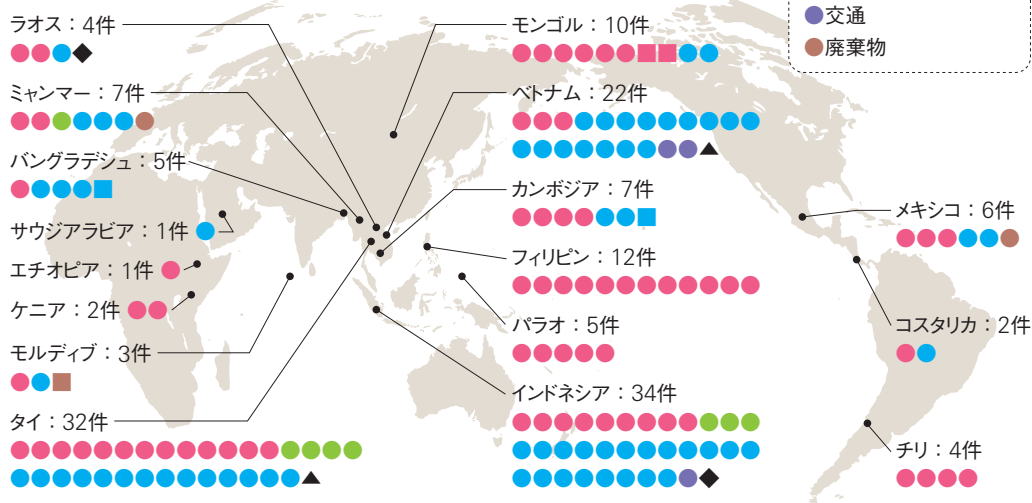 ラオス：4件
ミャンマー：7件
バングラデシュ：5件
サウジアラビア：1件
エチオピア：1件
ケニア：2件
モルディブ：3件
タイ：32件
モンゴル：10件
ベトナム：22件
カンボジア：7件
フィリピン：12件
パラオ：5件
インドネシア：34件
交通
廃棄物
メキシコ：6件
コスタリカ：2件
チリ：4件